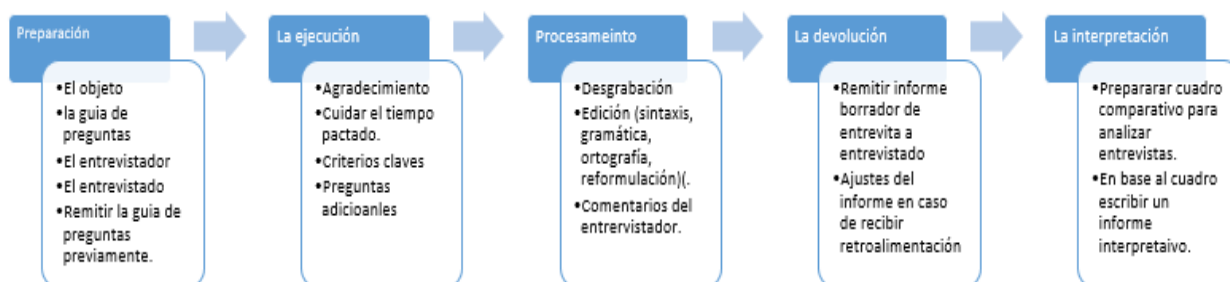 Preparación
•El objeto
•la guia de
preguntas
•El entrevistador
•El entrevistado
•Remitir la guia de
preguntas
previamente.
La ejecución
•Agradecimiento
•Cuidar el tiempo
pactado.
•Criterios claves
•Preguntas
adicioanles
Procesameinto
•Desgrabación
•Edición (sintaxis,
gramática,
ortografía,
reformulación)(.
•Comentarios del
entrervistador.
La devolución
•Remitir informe
borrador de
entrevita a
entrevistado
•Ajustes del
informe en caso
de recibir
retroalimentación
La interpretación
•Prepararar cuadro
comparativo para
analizar
entrevistas.
•En base al cuadro
escribir un
informe
interpretaivo.